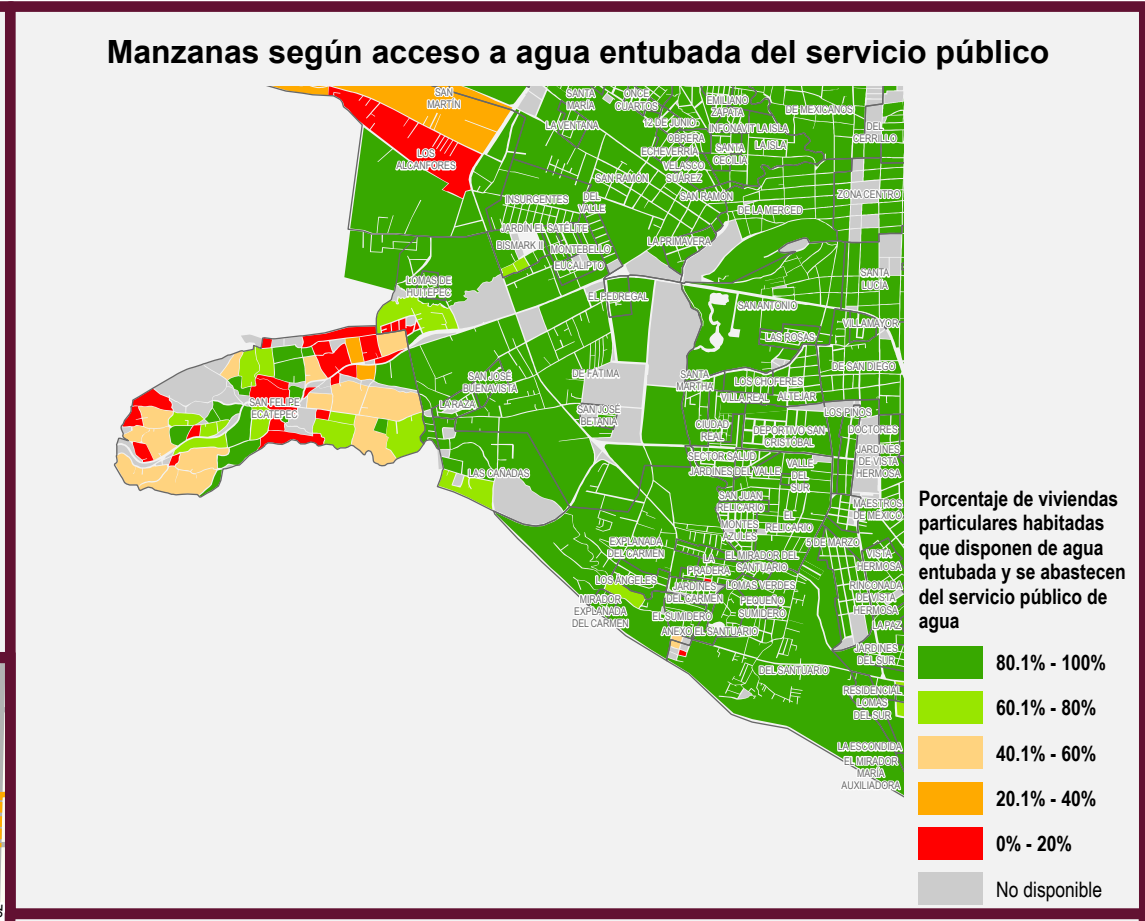 Manzanas según acceso a agua entubada del servicio público
SAN
MARTÍN
SANTA
MARÍA
ONCE
CUARTOS
EMILIANO
ZAPATA
DE MEXICANOS
LA VENTANA
12 DE JUNIO
INFONAVIT LA ISLA
DEL
CERRILLO
OBRERA
ECHEVERRÍA
SANTA
CECILIA
LA ISLA
LOS
ALCANFORES
VELASCO
SUÁREZ
SAN RAMÓN
SAN RAMÓN
ZONA CENTRO
INSURGENTES
DEL
VALLE
DE LA MERCED
JARDÍN EL SATÉLITE
BISMARK II
MONTEBELLO
LA PRIMAVERA
EUCALIPTO
LOMAS DE
HUITEPEC
SANTA
LUCÍA
EL PEDREGAL
SAN ANTONIO
VILLAMAYOR
LAS ROSAS
SAN JOSÉ
BUENAVISTA
DE FÁTIMA
SANTA
MARTHA
DE SAN DIEGO
LOS CHOFERES
VILLA REAL
ALTEJAR
SAN FELIPE
ECATEPEC
LA RAZA
SAN JOSÉ
BETANIA
LOS PINOS
CIUDAD
REAL
DEPORTIVO SAN
CRISTÓBAL
DOCTORES
SECTOR SALUD
JARDINES
DE VISTA
HERMOSA
LAS CAÑADAS
JARDINES DEL VALLE
VALLE
DEL
SUR
SAN JUAN
RELICARIO
MAESTROS
DE MÉXICO
MONTES
AZULES
EL
RELICARIO
EXPLANADA
DEL CARMEN
5 DE MARZO
LA
PRADERA
EL MIRADOR DEL
SANTUARIO
VISTA
HERMOSA
LOS ÁNGELES
JARDINES
DEL CARMEN
LOMAS VERDES
RINCONADA
DE VISTA
HERMOSA
MIRADOR
EXPLANADA
DEL CARMEN
PEQUEÑO
SUMIDERO
EL SUMIDERO
LA PAZ
ANEXO EL SANTUARIO
JARDINES
DEL SUR
DEL SANTUARIO
RESIDENCIAL
LOMAS
DEL SUR
LA ESCONDIDA
EL MIRADOR
MARÍA
AUXILIADORA
Porcentaje de viviendas
particulares habitadas
que disponen de agua
entubada y se abastecen
del servicio público de
agua
80.1% - 100%
60.1% - 80%
40.1% - 60%
20.1% - 40%
0% - 20%
No disponible